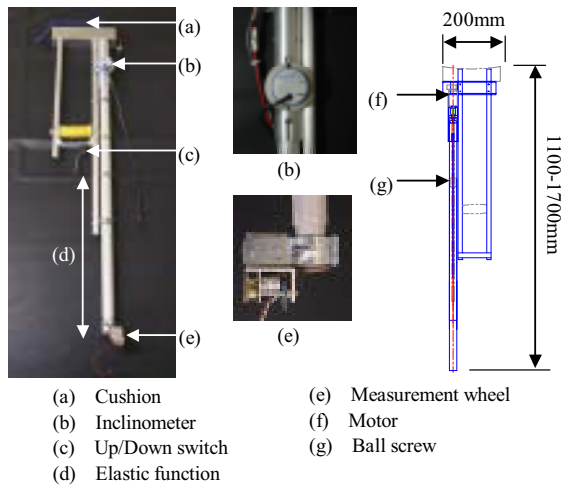 (a)
(b)
(c)
(d)
(e)
(b)
(e)
200mm
(f)
(g)
1100-1700mm
(a) Cushion
(b) Inclinometer
(c) Up/Down switch
(d) Elastic function
(e) Measurement wheel
(f) Motor
(g) Ball screw